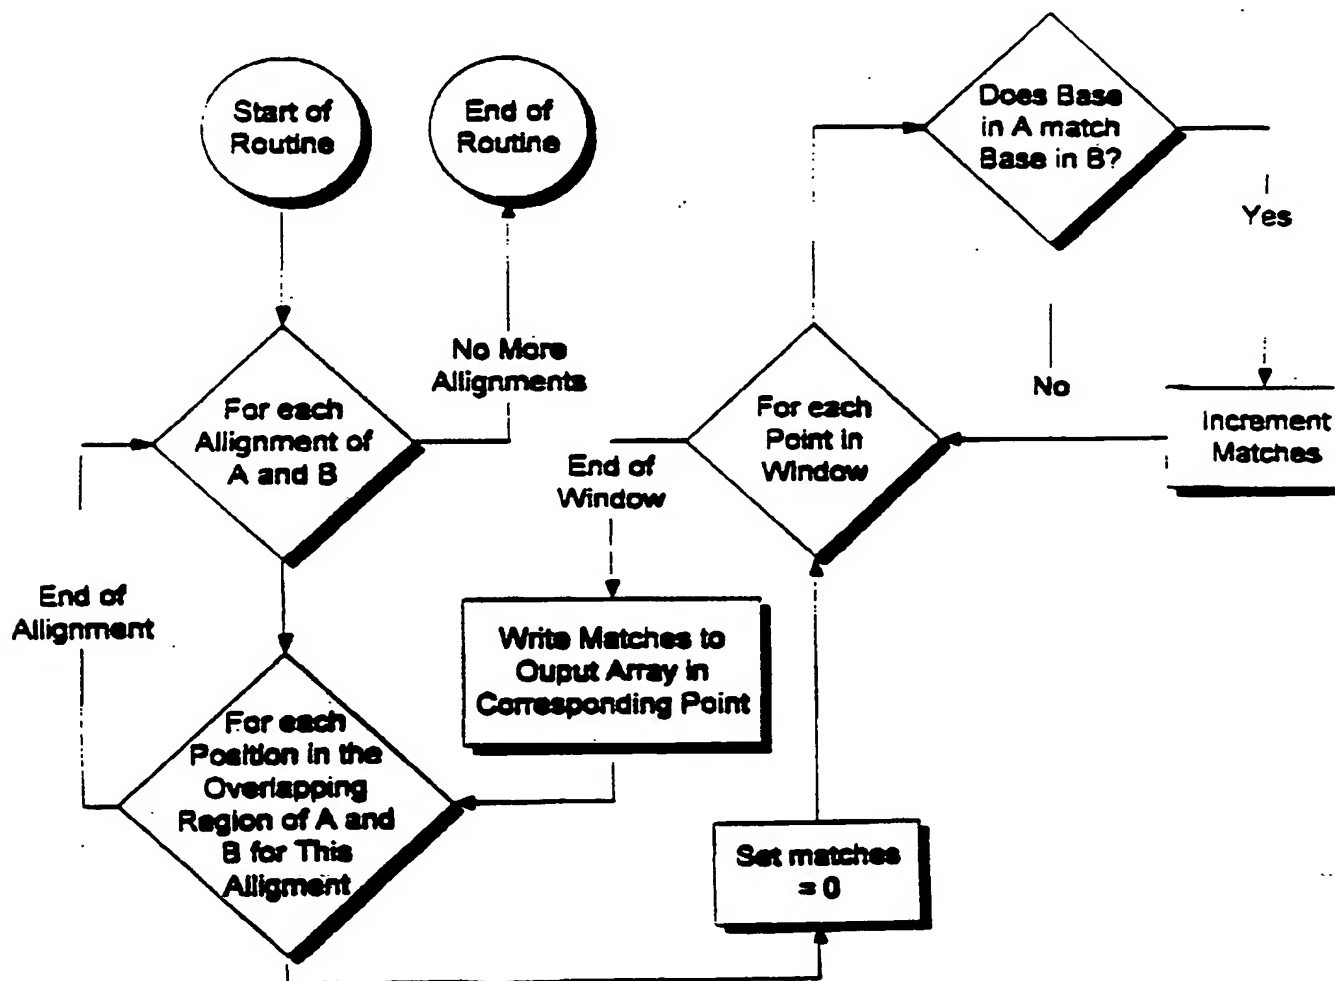 Start of
Routine
End of
Routine
Does Base
in A match
Base in B?
Yes
No
No More
Allignments
For each
Allignment of
A and B
For each
Point in
Window
Increment
Matches
End of
Window
End of
Allignment
Write Matches to
Ouput Array in
Corresponding Point
For each
Position in the
Overlapping
Region of A and
B for This
Alligment
Set matches
= 0